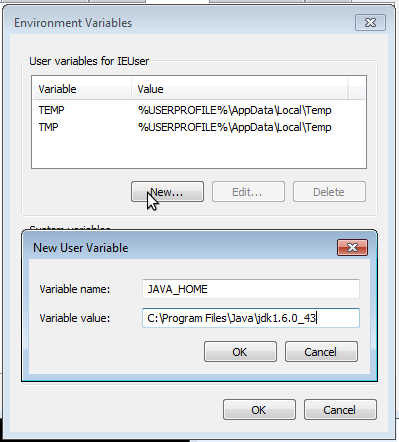 Environment Variables
User variables for IEUser
Variable Value
TEMP %USERPROFILE%\AppData\Local\Temp
TMP %USERPROFILE%\AppData\Local\Temp
New... Edit... Delete
System variables
New User Variable
Variable name: JAVA_HOME
Variable value: C:\Program Files\Java\jdk1.6.0_43
OK Cancel
OK Cancel